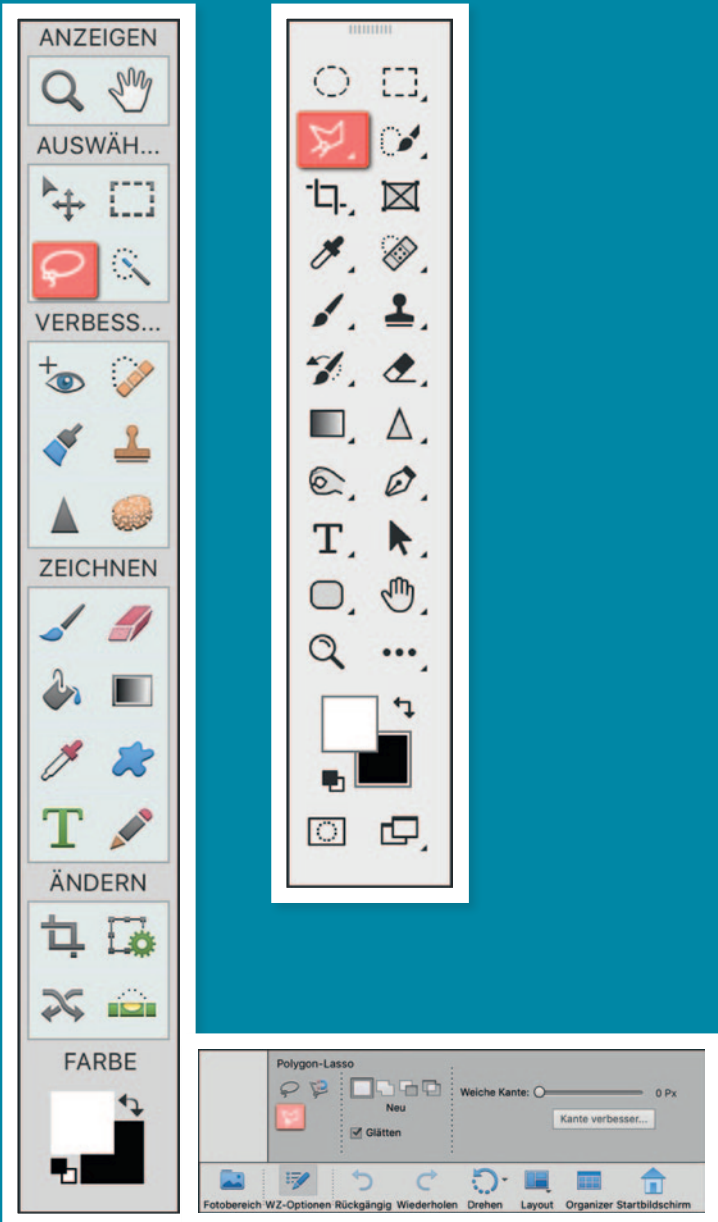 ANZEIGEN
AUSWÄH...
VERBESS...
ZEICHNEN
ÄNDERN
FARBE
Polygon-Lasso
Neu
Glätten
Weiche Kante:
0 Px
Kante verbesser...
Fotobereich WZ-Optionen Rückgängig Wiederholen Drehen Layout Organizer Startbildschirm